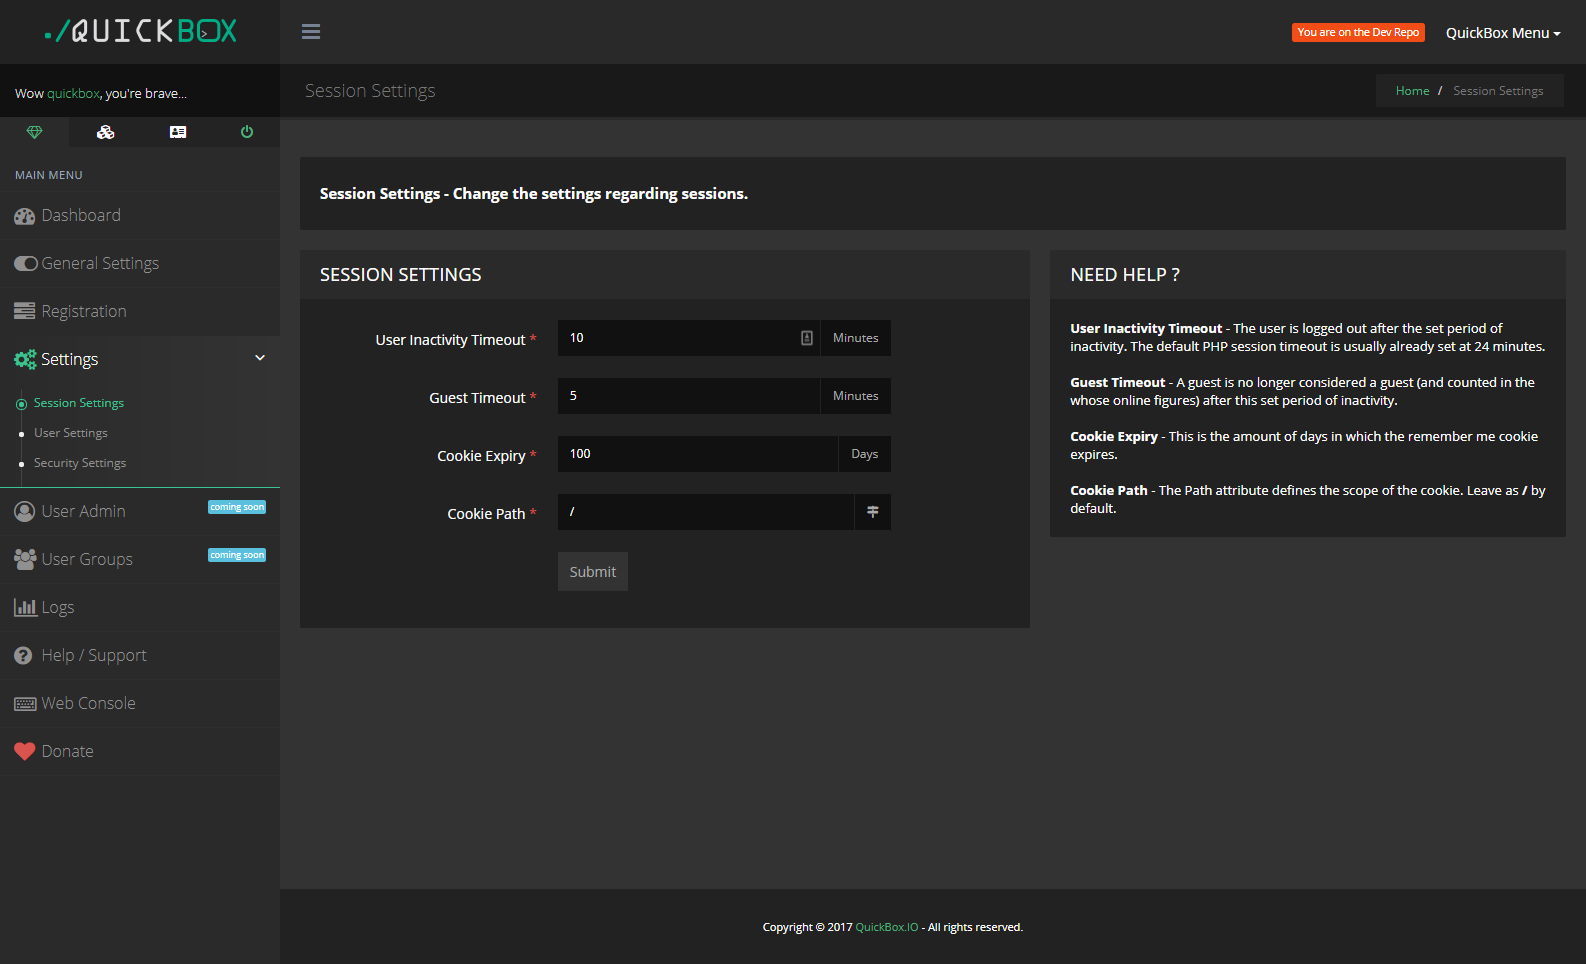 ./QUICKBOX
You are on the Dev Repo
QuickBox Menu
Wow quickbox, you're brave...
Session Settings
Home / Session Settings
MAIN MENU
Dashboard
General Settings
Registration
Settings
Session Settings
User Settings
Security Settings
User Admin
coming soon
User Groups
coming soon
Logs
Help / Support
Web Console
Donate
Session Settings - Change the settings regarding sessions.
SESSION SETTINGS
User Inactivity Timeout *
10
Minutes
Guest Timeout *
5
Minutes
Cookie Expiry *
100
Days
Cookie Path *
/
Submit
NEED HELP ?
User Inactivity Timeout - The user is logged out after the set period of
inactivity. The default PHP session timeout is usually already set at 24 minutes.
Guest Timeout - A guest is no longer considered a guest (and counted in the
whose online figures) after this set period of inactivity.
Cookie Expiry - This is the amount of days in which the remember me cookie
expires.
Cookie Path - The Path attribute defines the scope of the cookie. Leave as / by
default.
Copyright © 2017 QuickBox.IO - All rights reserved.